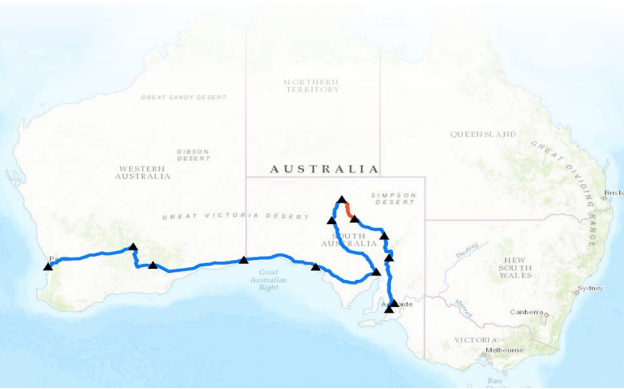 NORTHERN
TERRITORY
GREAT SANDY DESERT
QUEENSLAND
GREAT DIVIDING RANGE
GIBSON
DESERT
WESTERN
AUSTRALIA
AUSTRALIA
SIMPSON
DESERT
GREAT VICTORIA DESERT
SOUTH
AUSTRALIA
Darling
NEW
SOUTH
WALES
Great
Australian
Bight
Sydney
Murray
Canberra
VICTORIA
Melbourne
Bass